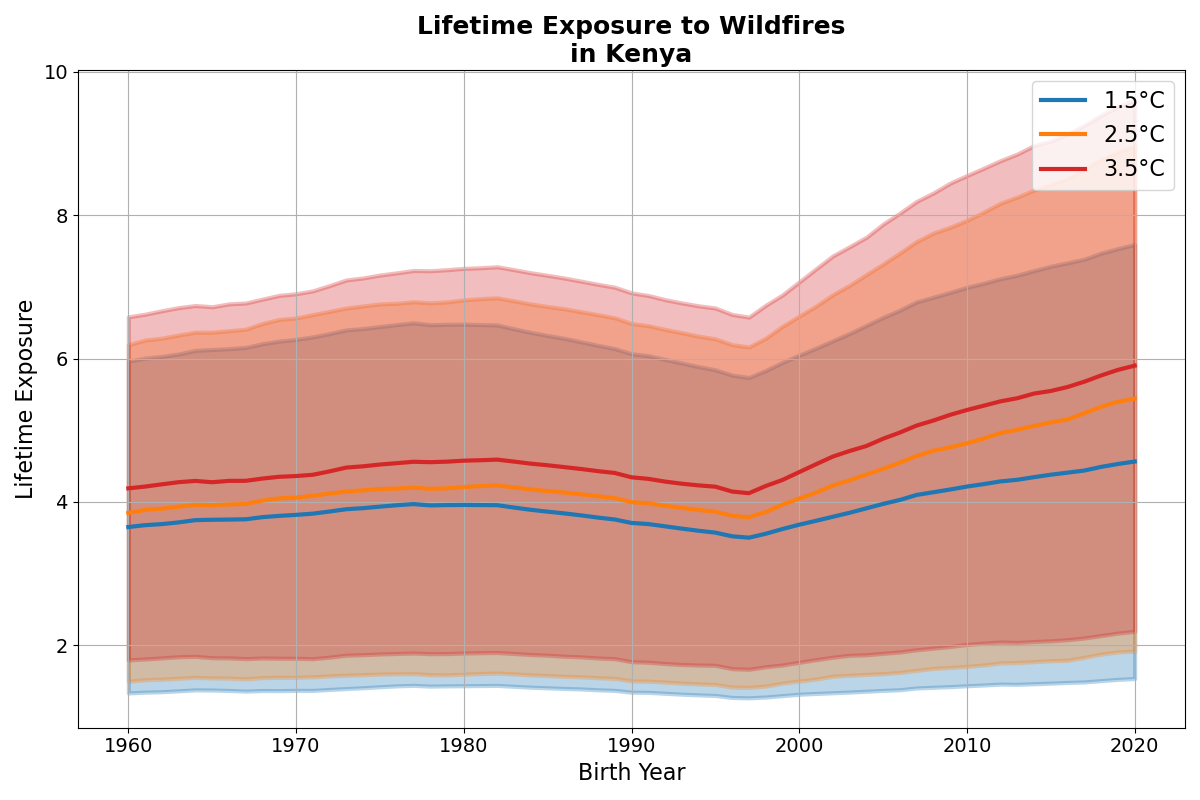 Lifetime Exposure to Wildfires
in Kenya
Lifetime Exposure
10
8
6
4
2
1.5°C
2.5°C
3.5°C
1960
1970
1980
1990
2000
2010
2020
Birth Year